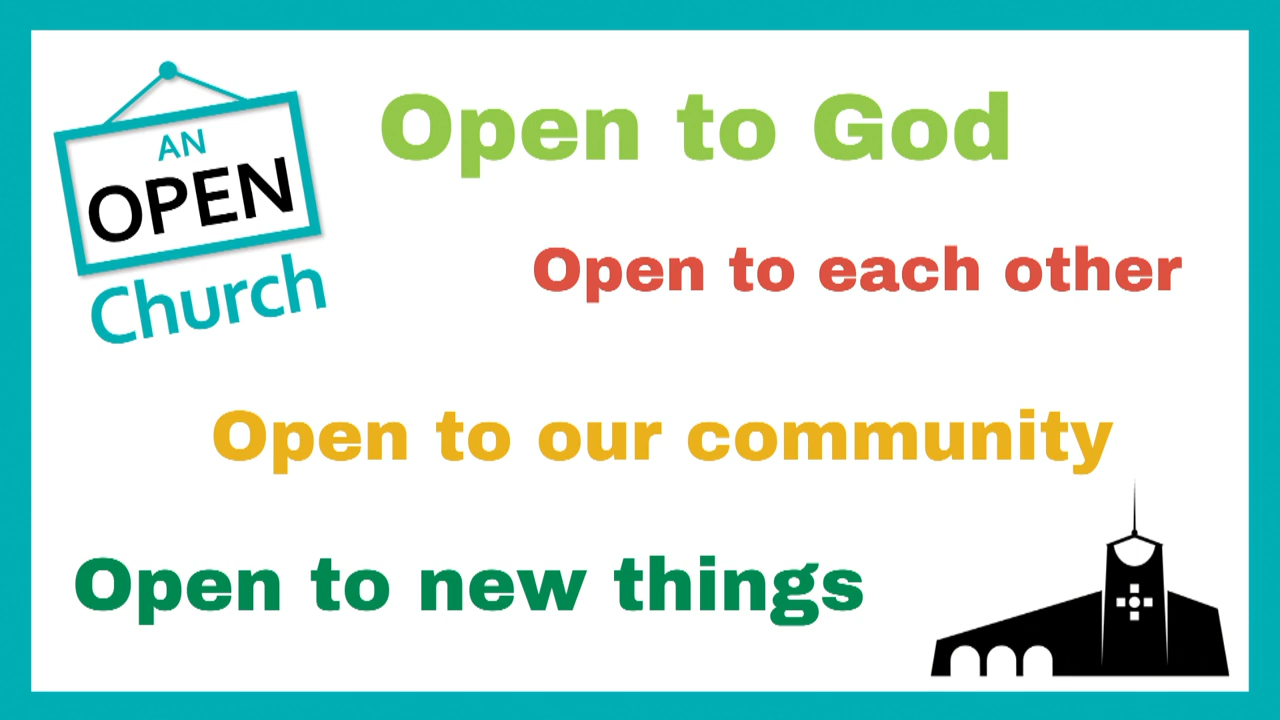 AN
OPEN
Church
Open to God
Open to each other
Open to our community
Open to new things